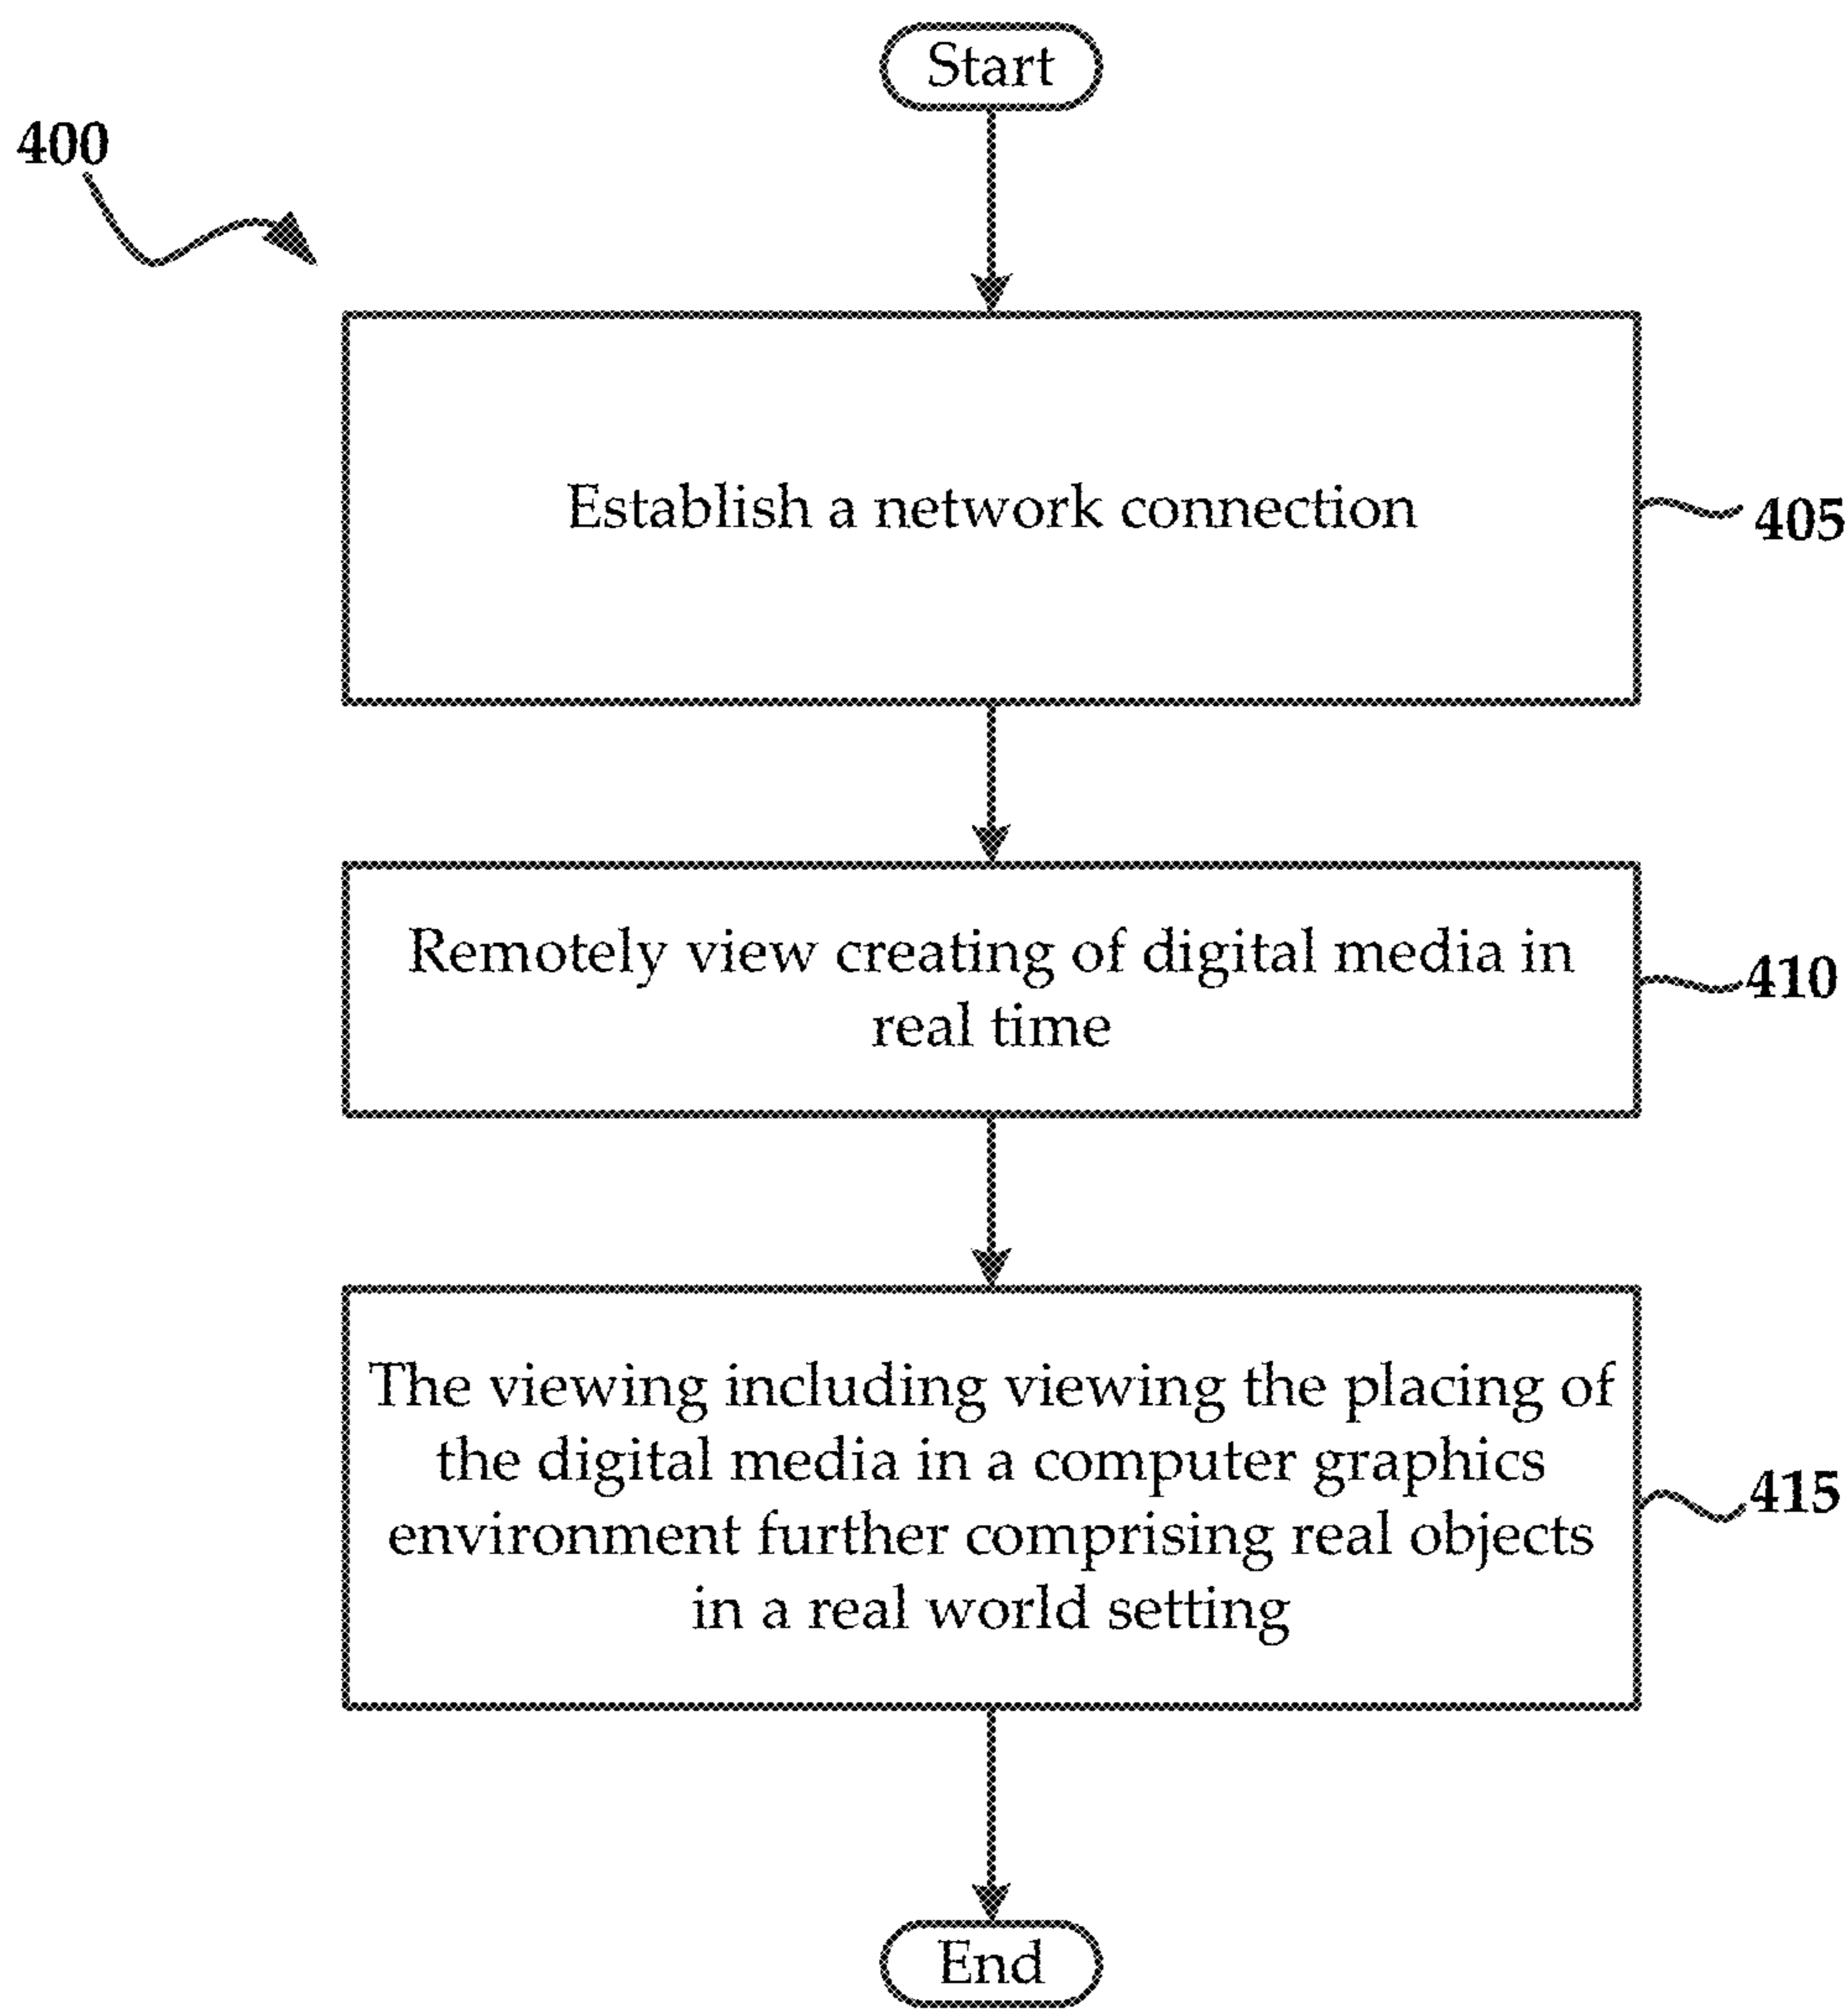 Start
400
Establish a network connection
405
Remotely view creating of digital media in
real time
410
The viewing including viewing the placing of
the digital media in a computer graphics
environment further comprising real objects
in a real world setting
415
End